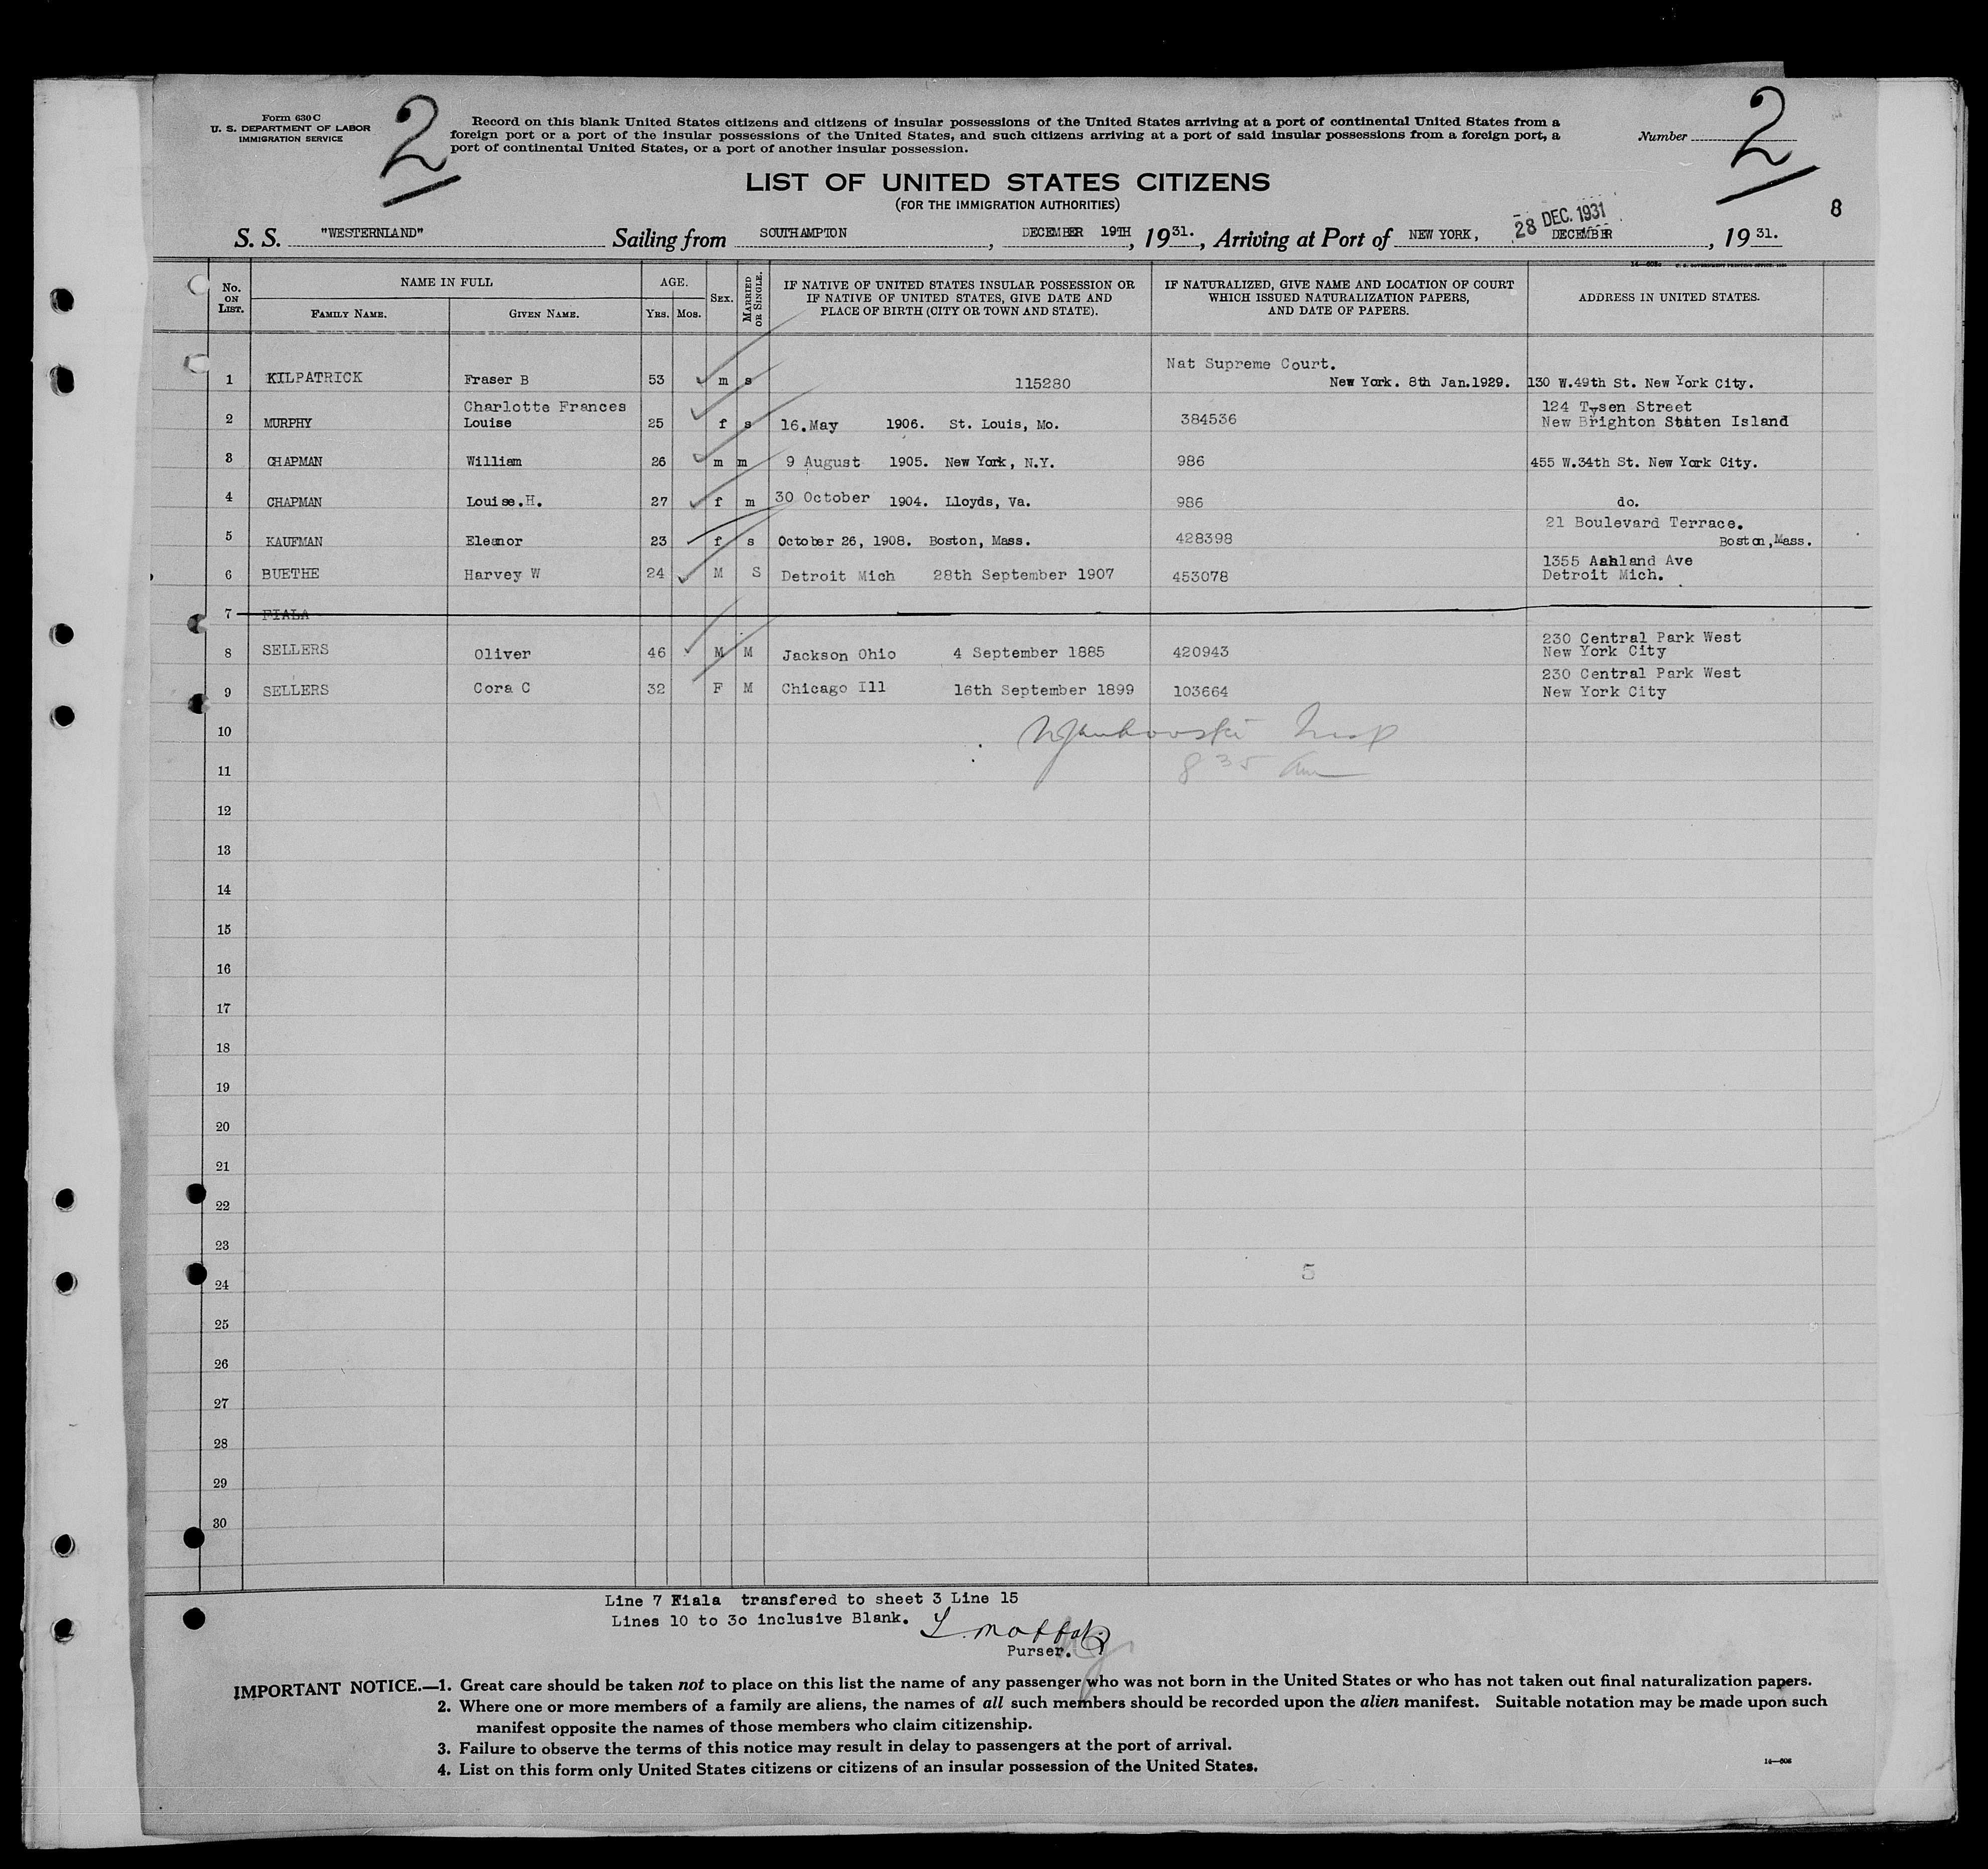 Form 630 C
U. S. DEPARTMENT OF LABOR
IMMIGRATION SERVICE
2
Record on this blank United States citizens and citizens of insular possessions of the United States arriving at a port of continental United States from a
foreign port or a port of the insular possessions of the United States, and such citizens arriving at a port of said insular possessions from a foreign port, a
port of continental United States, or a port of another insular possession.
Number 2
LIST OF UNITED STATES CITIZENS
(FOR THE IMMIGRATION AUTHORITIES)
8
28 DEC. 1931
S. S. "WESTERNLAND" Sailing from SOUTHAMPTON, DECEMBER 19TH, 1931., Arriving at Port of NEW YORK, DECEMBER, 1931.
No. ON LIST. NAME IN FULL AGE. SEX. MARRIED OR SINGLE. IF NATIVE OF UNITED STATES INSULAR POSSESSION OR IF NATIVE OF UNITED STATES, GIVE DATE AND PLACE OF BIRTH (CITY OR TOWN AND STATE). IF NATURALIZED, GIVE NAME AND LOCATION OF COURT WHICH ISSUED NATURALIZATION PAPERS, AND DATE OF PAPERS. ADDRESS IN UNITED STATES.
FAMILY NAME. GIVEN NAME. YRS. MOS.
Nat Supreme Court.
1 KILPATRICK Fraser B 53 m s 115280 New York. 8th Jan.1929. 130 W.49th St. New York City.
Charlotte Frances 124 Tysen Street
2 MURPHY Louise 25 f s 16.May 1906. St. Louis, Mo. 384536 New Brighton Staten Island
3 CHAPMAN William 26 m m 9 August 1905. New York, N.Y. 986 455 W.34th St. New York City.
4 CHAPMAN Louise.H. 27 f m 30 October 1904. Lloyds, Va. 986 do.
21 Boulevard Terrace.
5 KAUFMAN Eleanor 23 f s October 26, 1908. Boston, Mass. 428398 Boston,Mass.
1355 Aahland Ave
6 BUETHE Harvey W 24 M S Detroit Mich 28th September 1907 453078 Detroit Mich.
7 FIALA
230 Central Park West
8 SELLERS Oliver 46 M M Jackson Ohio 4 September 1885 420943 New York City
230 Central Park West
9 SELLERS Cora C 32 F M Chicago Ill 16th September 1899 103664 New York City
10
11 8 35 am
12
13
14
15
16
17
18
19
20
21
22
23
5
24
25
26
27
28
29
30
Line 7 Fiala transfered to sheet 3 Line 15
Lines 10 to 30 inclusive Blank.
Purser.
IMPORTANT NOTICE.—1. Great care should be taken not to place on this list the name of any passenger who was not born in the United States or who has not taken out final naturalization papers.
2. Where one or more members of a family are aliens, the names of all such members should be recorded upon the alien manifest. Suitable notation may be made upon such
manifest opposite the names of those members who claim citizenship.
3. Failure to observe the terms of this notice may result in delay to passengers at the port of arrival.
4. List on this form only United States citizens or citizens of an insular possession of the United States.